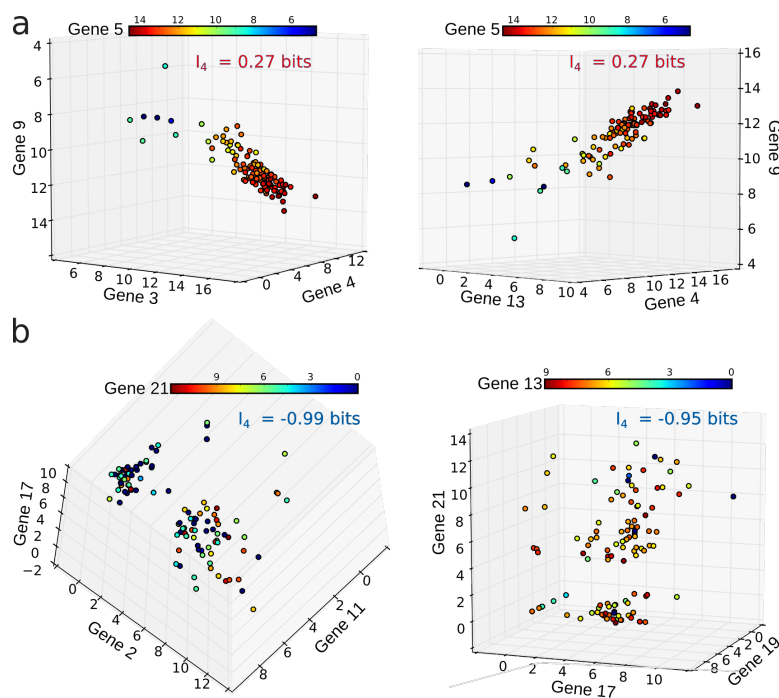 a
Gene 5
14 12 10 8 6
I4 = 0.27 bits
4
6
8
10
12
14
Gene 9
6 8 10 12 14 16
Gene 3
0 4 8 12
Gene 4
Gene 5
14 12 10 8 6
I4 = 0.27 bits
16
14
12
10
8
6
4
Gene 9
0 2 4 6 8 10
Gene 13
4 6 8 10 12 14 16
Gene 4
b
Gene 21
9 6 3 0
I4 = -0.99 bits
10
8
6
4
2
0
−2
Gene 17
0 2 4 6 8 10 12
Gene 2
8 6 4 2 0
Gene 11
Gene 13
9 6 3 0
I4 = -0.95 bits
14
12
10
8
6
4
2
0
Gene 21
0 2 4 6 8 10
Gene 17
8 6 4 2 0
Gene 19